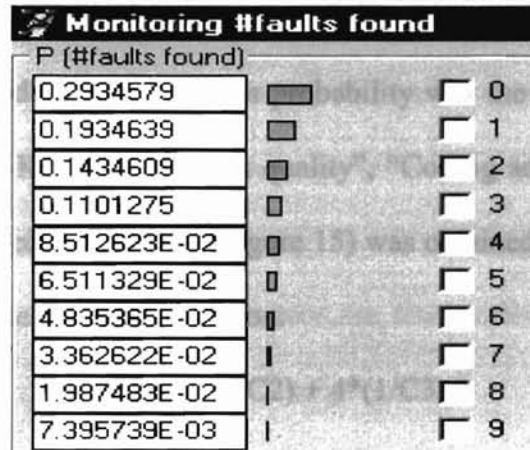 Monitoring #faults found
P (#faults found)
0.2934579 0
0.1934639 1
0.1434609 2
0.1101275 3
8.512623E-02 4
6.511329E-02 5
4.835365E-02 6
3.362622E-02 7
1.987483E-02 8
7.395739E-03 9